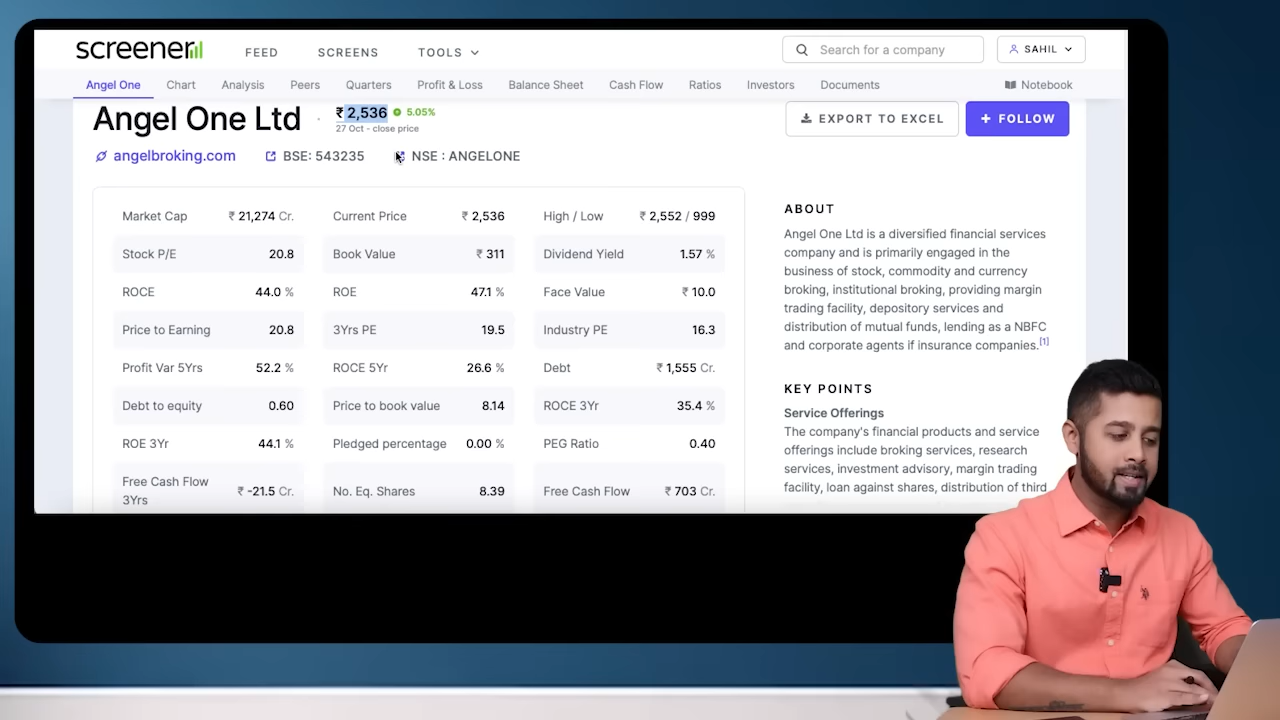 screener
FEED SCREENS TOOLS
Search for a company
SAHIL
Angel One Chart Analysis Peers Quarters Profit & Loss Balance Sheet Cash Flow Ratios Investors Documents Notebook
Angel One Ltd
₹ 2,536 5.05%
27 Oct - close price
EXPORT TO EXCEL
+ FOLLOW
angelbroking.com BSE: 543235 NSE : ANGELONE
Market Cap ₹ 21,274 Cr. Current Price ₹ 2,536 High / Low ₹ 2,552 / 999
Stock P/E 20.8 Book Value ₹ 311 Dividend Yield 1.57 %
ROCE 44.0 % ROE 47.1 % Face Value ₹ 10.0
Price to Earning 20.8 3Yrs PE 19.5 Industry PE 16.3
Profit Var 5Yrs 52.2 % ROCE 5Yr 26.6 % Debt ₹ 1,555 Cr.
Debt to equity 0.60 Price to book value 8.14 ROCE 3Yr 35.4 %
ROE 3Yr 44.1 % Pledged percentage 0.00 % PEG Ratio 0.40
Free Cash Flow 3Yrs ₹ -21.5 Cr. No. Eq. Shares 8.39 Free Cash Flow ₹ 703 Cr.
ABOUT
Angel One Ltd is a diversified financial services
company and is primarily engaged in the
business of stock, commodity and currency
broking, institutional broking, providing margin
trading facility, depository services and
distribution of mutual funds, lending as a NBFC
and corporate agents if insurance companies.[1]
KEY POINTS
Service Offerings
The company's financial products and service
offerings include broking services, research
services, investment advisory, margin trading
facility, loan against shares, distribution of third